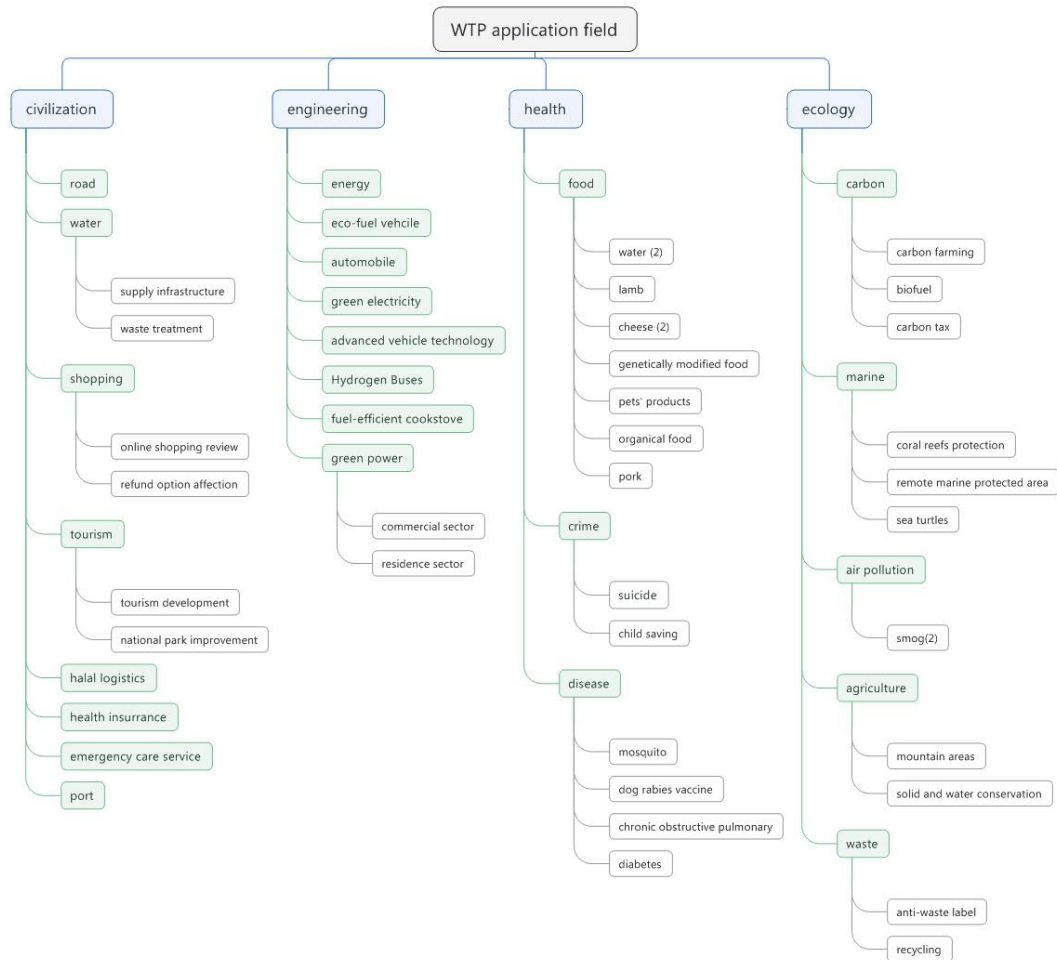 WTP application field
civilization
road
water
supply infrastructure
waste treatment
shopping
online shopping review
refund option affection
tourism
tourism development
national park improvement
halal logistics
health insurrance
emergency care service
port
engineering
energy
eco-fuel vehcile
automobile
green electricity
advanced vehicle technology
Hydrogen Buses
fuel-efficient cookstove
green power
commercial sector
residence sector
health
food
water (2)
lamb
cheese (2)
genetically modified food
pets' products
organical food
pork
crime
suicide
child saving
disease
mosquito
dog rabies vaccine
chronic obstructive pulmonary
diabetes
ecology
carbon
carbon farming
biofuel
carbon tax
marine
coral reefs protection
remote marine protected area
sea turtles
air pollution
smog(2)
agriculture
mountain areas
solid and water conservation
waste
anti-waste label
recycling